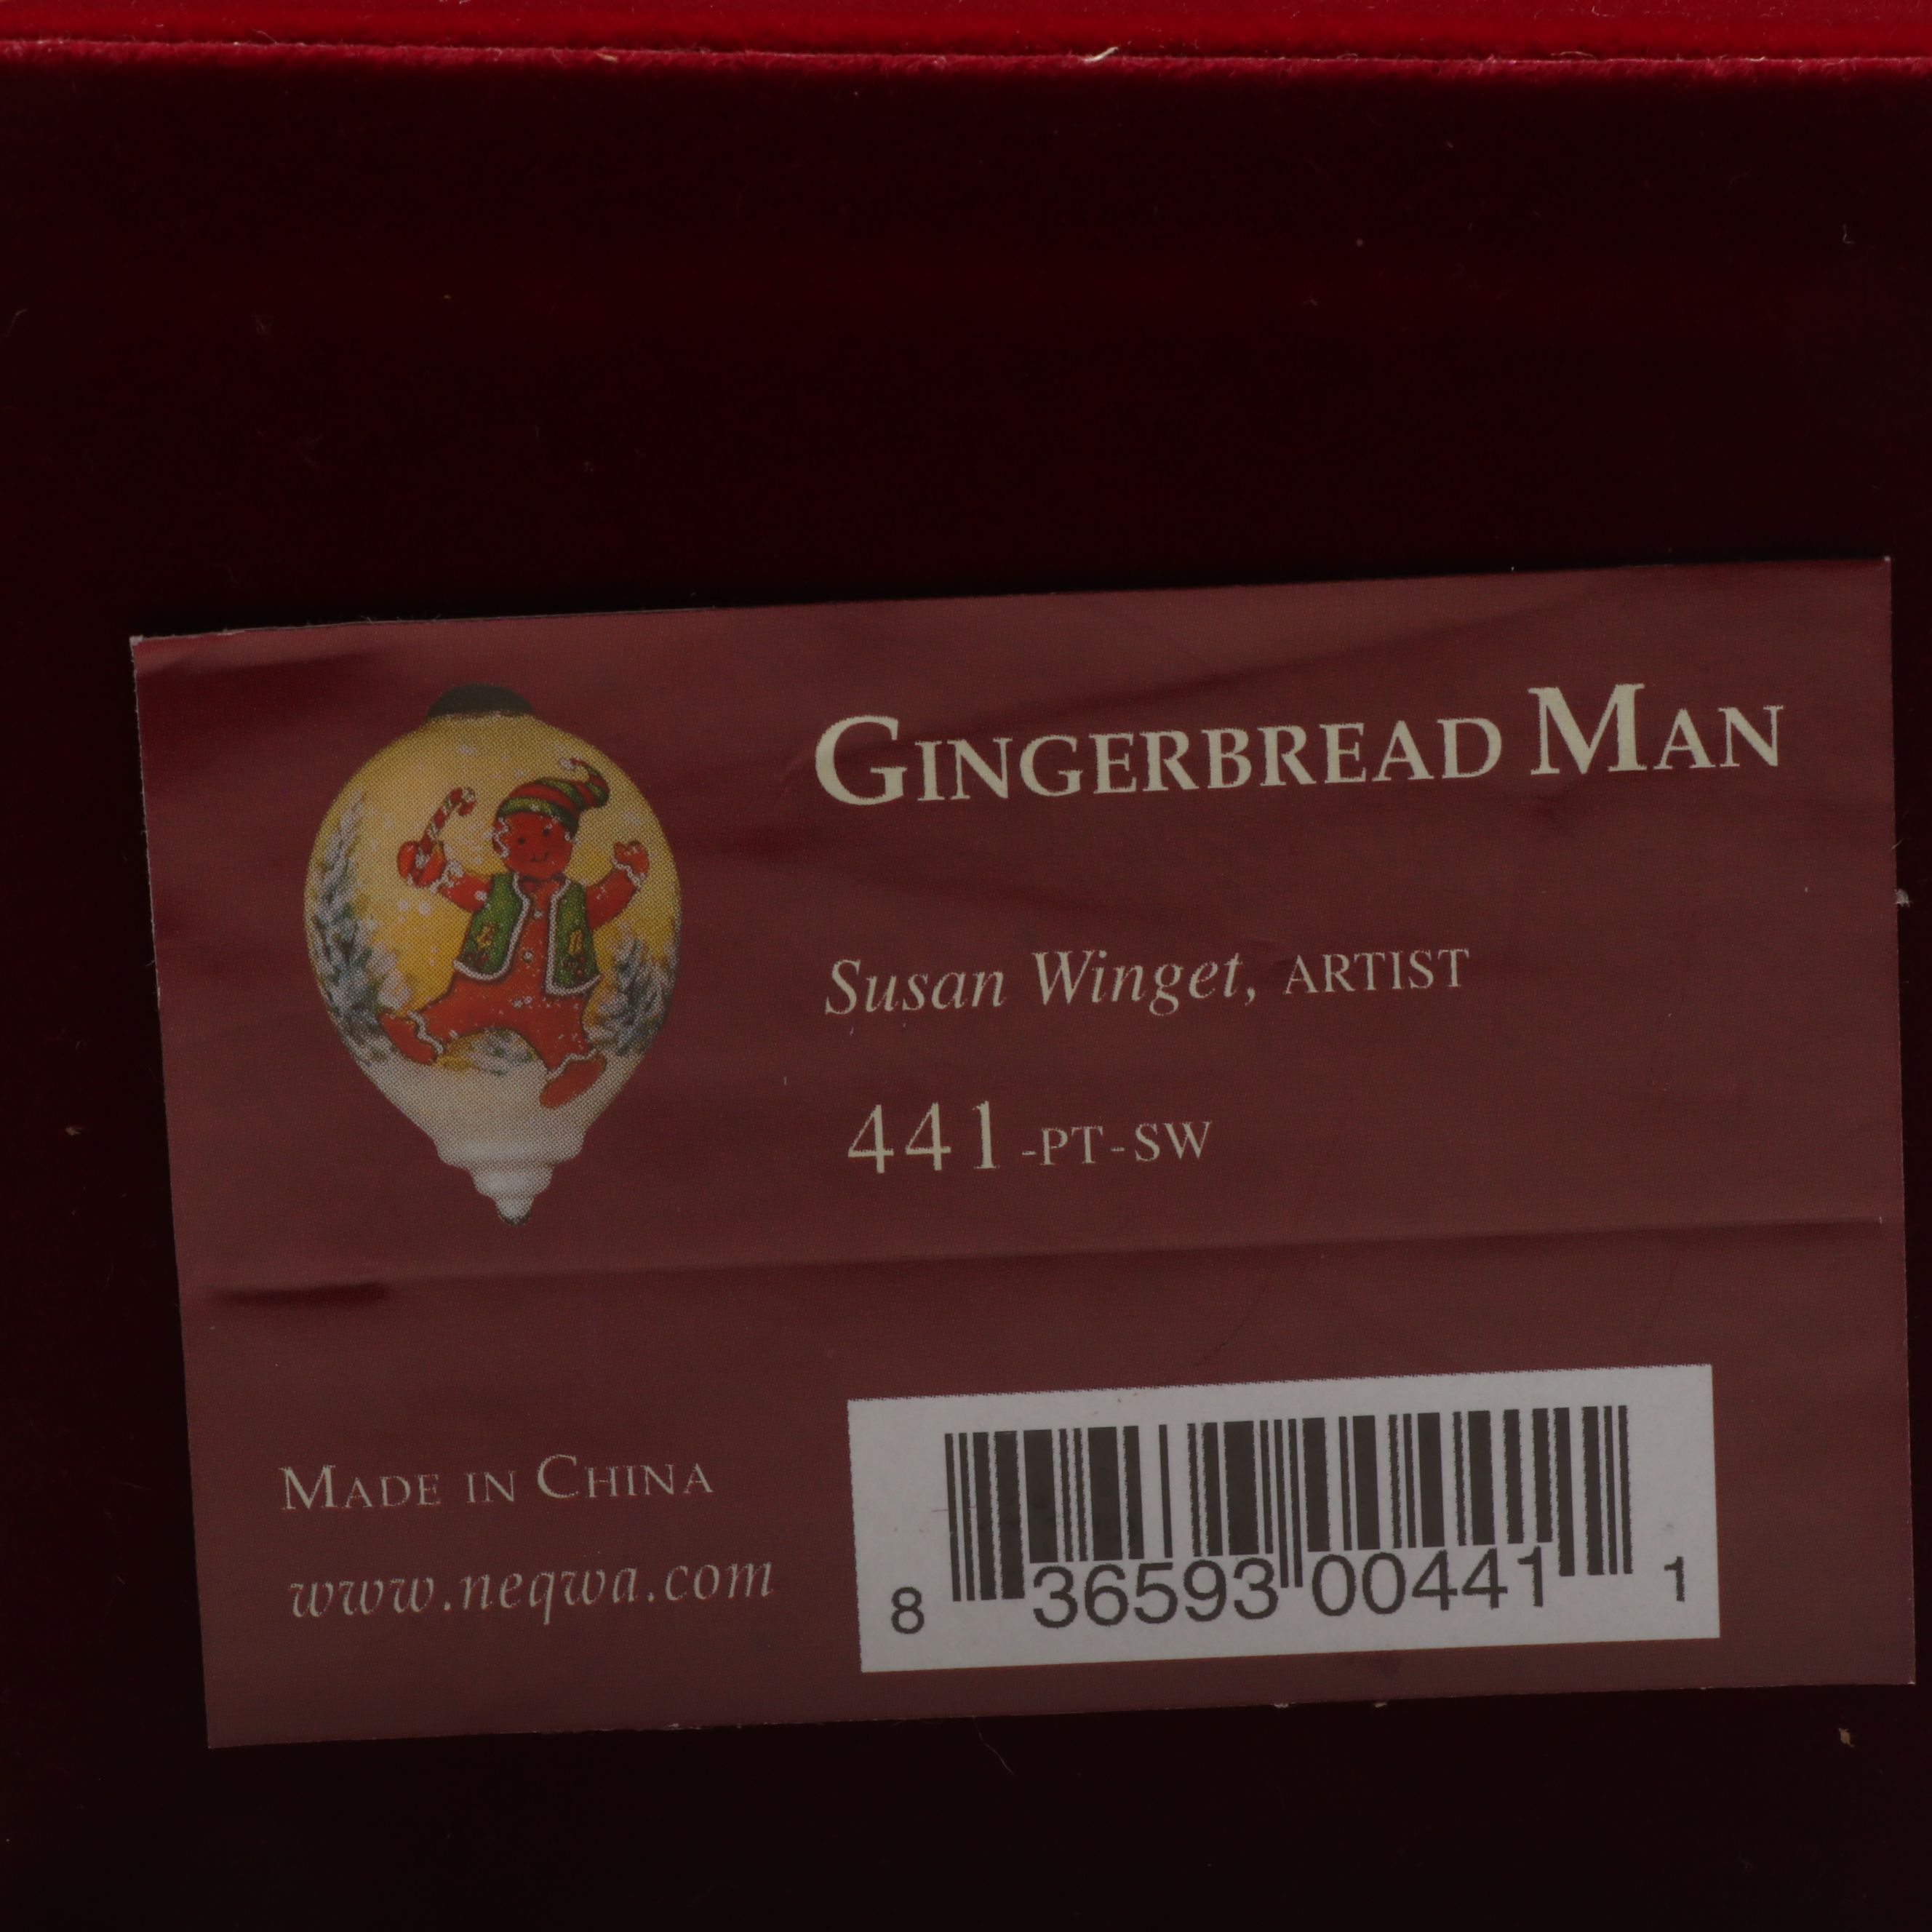 GINGERBREAD MAN
Susan Winget, ARTIST
441-PT-SW
MADE IN CHINA
www.neqwa.com
8 36593 00441 1